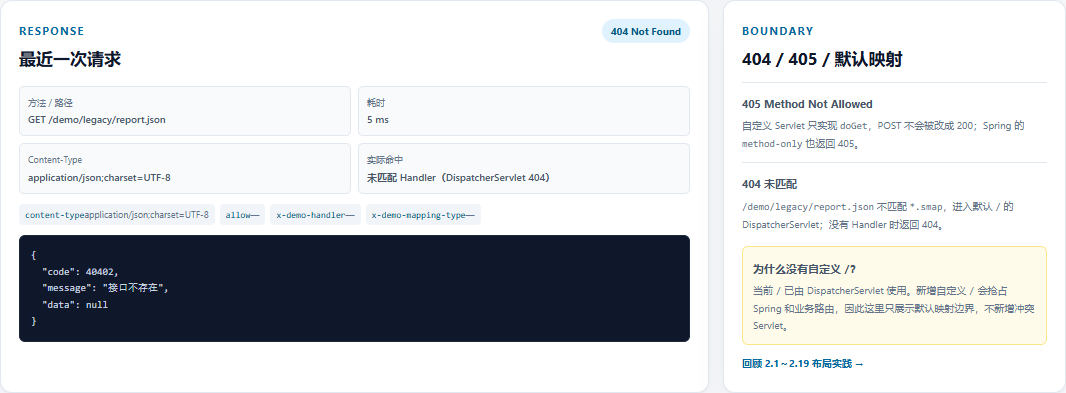 RESPONSE
404 Not Found
最近一次请求
方法 / 路径
GET /demo/legacy/report.json
耗时
5 ms
Content-Type
application/json;charset=UTF-8
实际命中
未匹配 Handler（DispatcherServlet 404）
content-typeapplication/json;charset=UTF-8 allow— x-demo-handler— x-demo-mapping-type—
{
"code": 40402,
"message": "接口不存在",
"data": null
}
BOUNDARY
404 / 405 / 默认映射
405 Method Not Allowed
自定义 Servlet 只实现 doGet，POST 不会被改成 200；Spring 的
method-only 也返回 405。
404 未匹配
/demo/legacy/report.json 不匹配 *.smap，进入默认 / 的
DispatcherServlet；没有 Handler 时返回 404。
为什么没有自定义 /？
当前 / 已由 DispatcherServlet 使用。新增自定义 / 会抢占
Spring 和业务路由，因此这里只展示默认映射边界，不新增冲突
Servlet。
回顾 2.1～2.19 布局实践 →